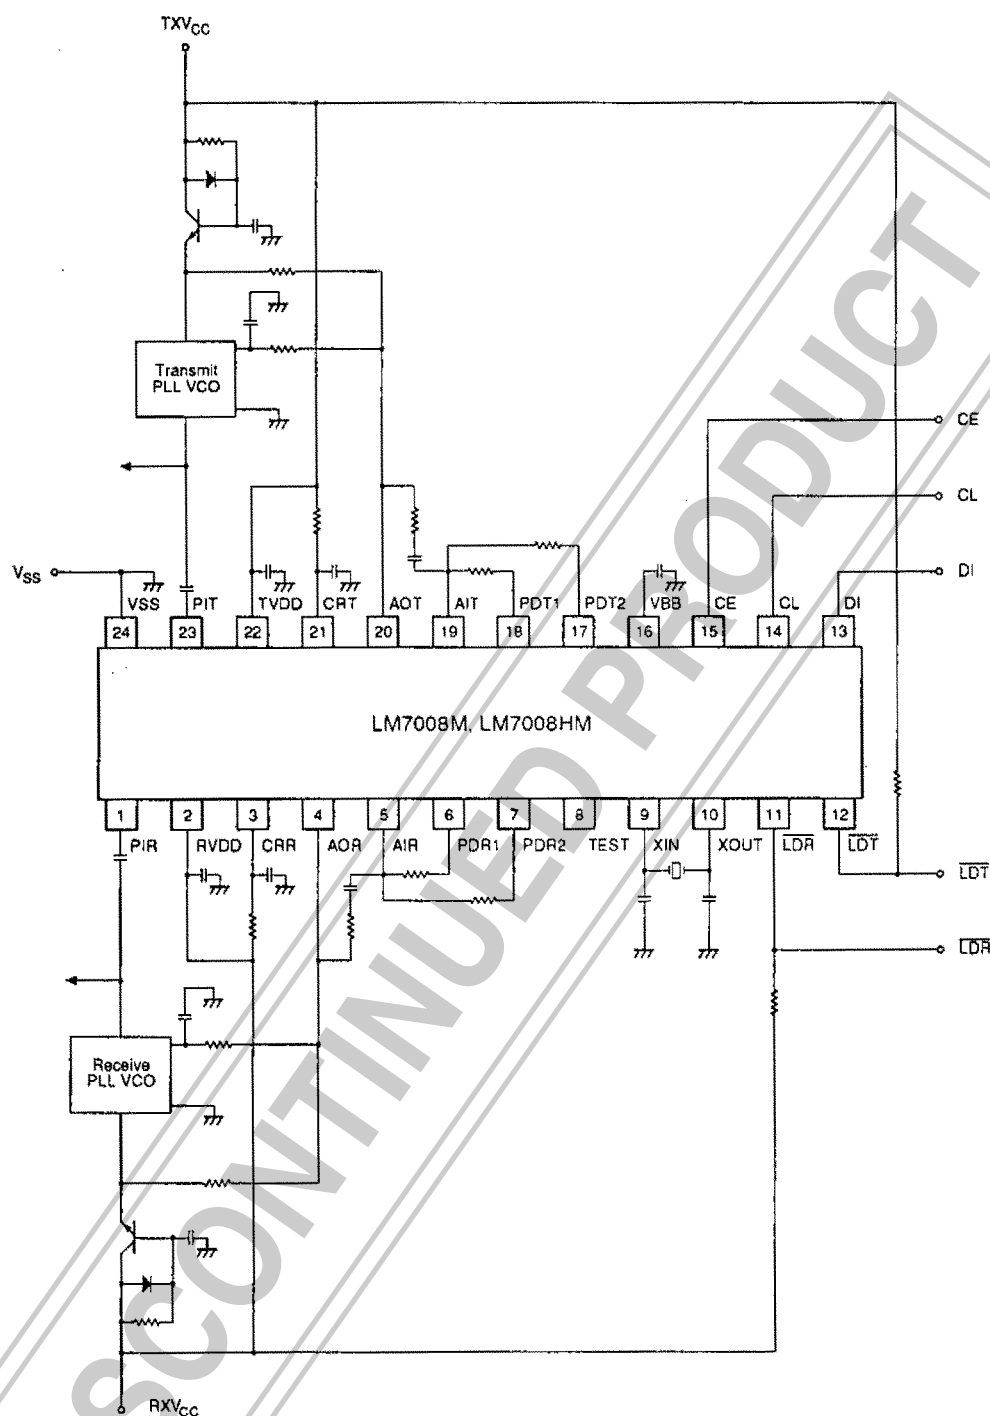 TXVCC
Transmit
PLL VCO
CE
CL
DI
VSS
VSS PIT TVDD CRT AOT AIT PDT1 PDT2 VBB CE CL DI
24 23 22 21 20 19 18 17 16 15 14 13
LM7008M, LM7008HM
1 2 3 4 5 6 7 8 9 10 11 12
PIR RVDD CRR AOR AIR PDR1 PDR2 TEST XIN XOUT LDR LDT
LDT
LDR
Receive
PLL VCO
RXVCC
SCONTINUED PRODUCT